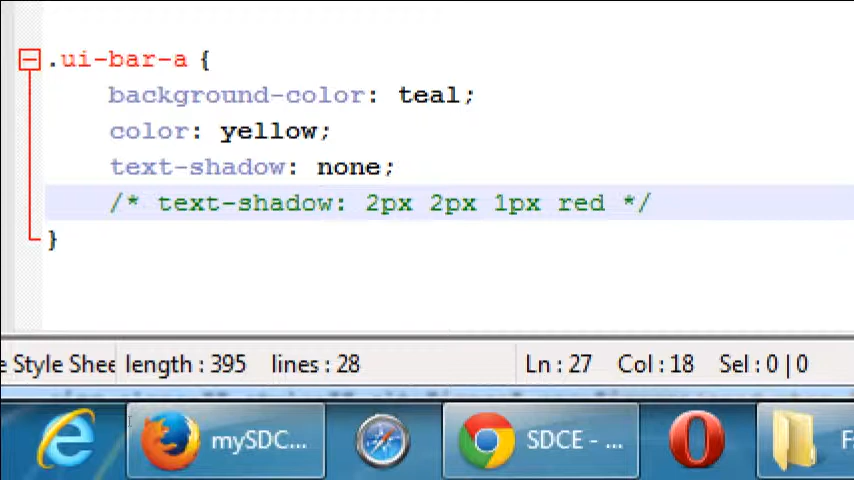 .ui-bar-a {
background-color: teal;
color: yellow;
text-shadow: none;
/* text-shadow: 2px 2px 1px red */
}
e Style Shee length : 395 lines : 28 Ln : 27 Col : 18 Sel : 0 | 0
mySDC... SDCE - ... F